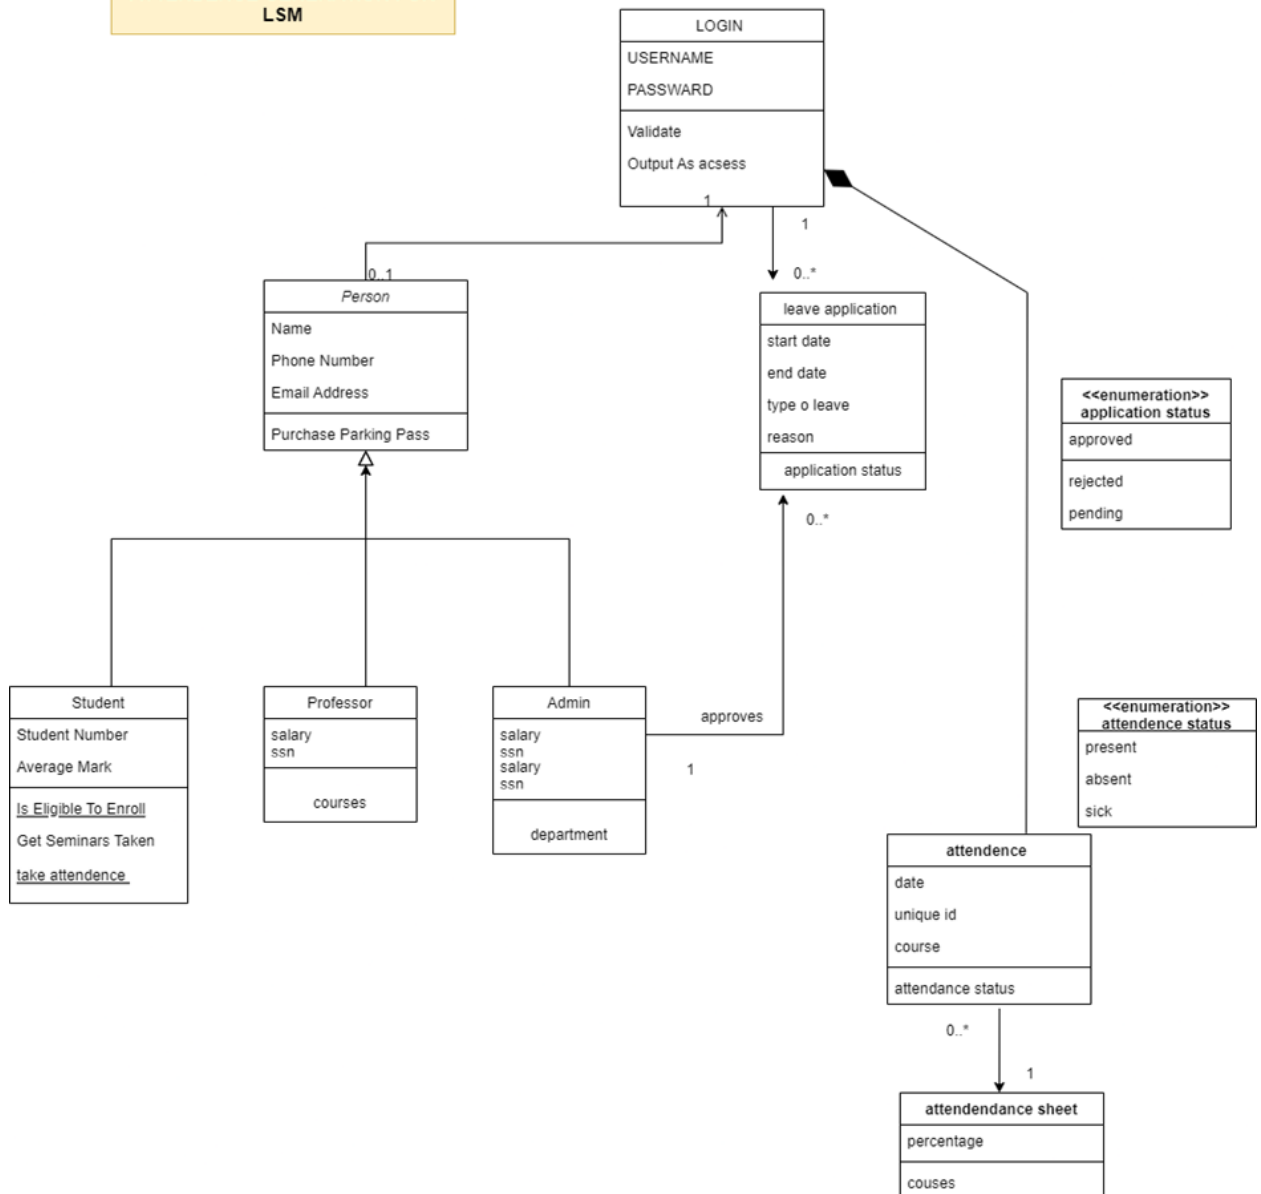 LSM
LOGIN
USERNAME
PASSWARD
Validate
Output As acsess
1
1
0..*
0..1
Person
Name
Phone Number
Email Address
Purchase Parking Pass
leave application
start date
end date
type o leave
reason
application status
0..*
<<enumeration>>
application status
approved
rejected
pending
Student
Student Number
Average Mark
Is Eligible To Enroll
Get Seminars Taken
take attendence
Professor
salary
ssn
courses
Admin
salary
ssn
salary
ssn
department
approves
1
<<enumeration>>
attendence status
present
absent
sick
attendence
date
unique id
course
attendance status
0..*
1
attendendance sheet
percentage
couses